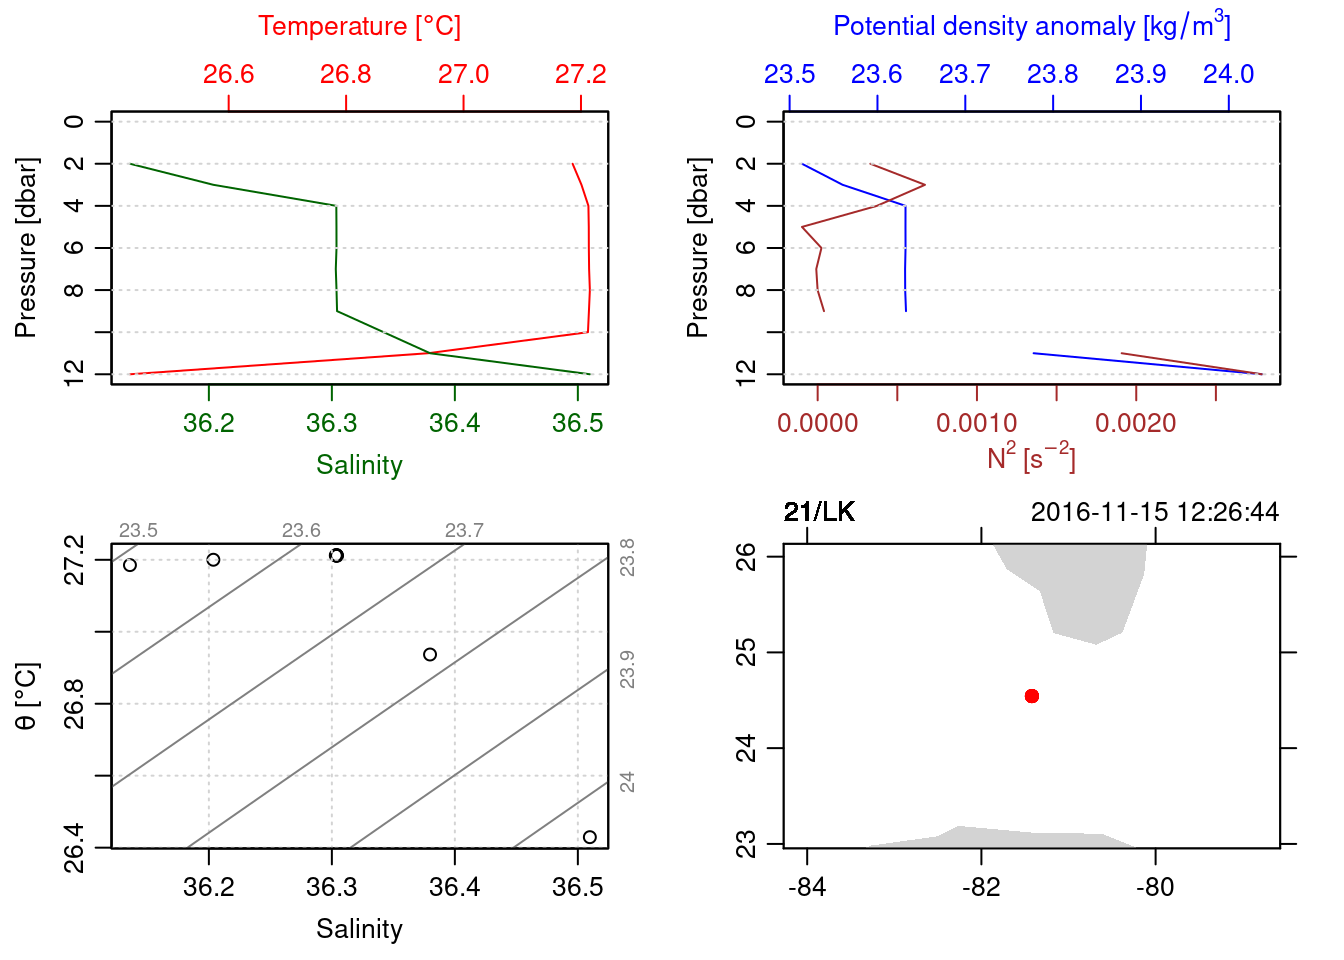 Temperature [°C]
26.6 26.8 27.0 27.2
0 2 4 6 8 12
Pressure [dbar]
36.2 36.3 36.4 36.5
Salinity
Potential density anomaly [kg/m³]
23.5 23.6 23.7 23.8 23.9 24.0
0 2 4 6 8 12
Pressure [dbar]
0.0000 0.0010 0.0020
N² [s⁻²]
23.5 23.6 23.7
23.8
23.9
24
27.2
26.8
26.4
θ [°C]
36.2 36.3 36.4 36.5
Salinity
21/LK 2016-11-15 12:26:44
26
25
24
23
-84 -82 -80